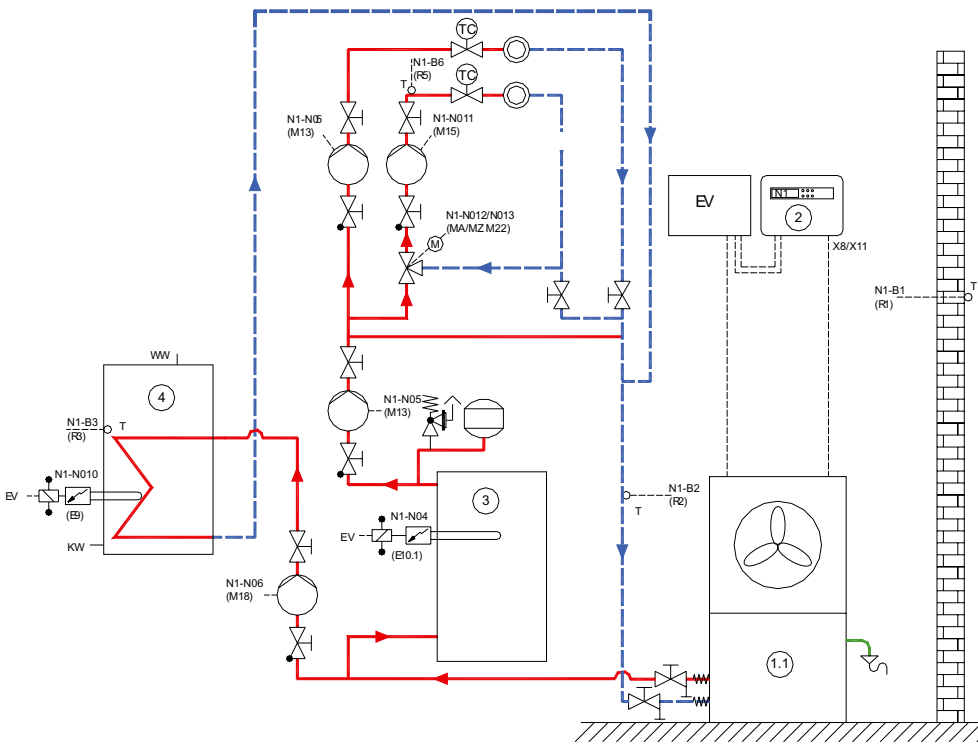 TC
N1-B6
(R5)
TC
T
N1-N05
(M13)
N1-N011
(M15)
EV
N1
2
N1-N012/N013
(MA/MZ M22)
M
X8/X11
N1-B1
(R1)
T
WW
4
N1-B3
(R3)
T
N1-N05
(M13)
N1-N010
EV
(E9)
3
N1-B2
(R2)
T
N1-N04
EV
(E10.1)
KW
N1-N06
(M18)
1.1